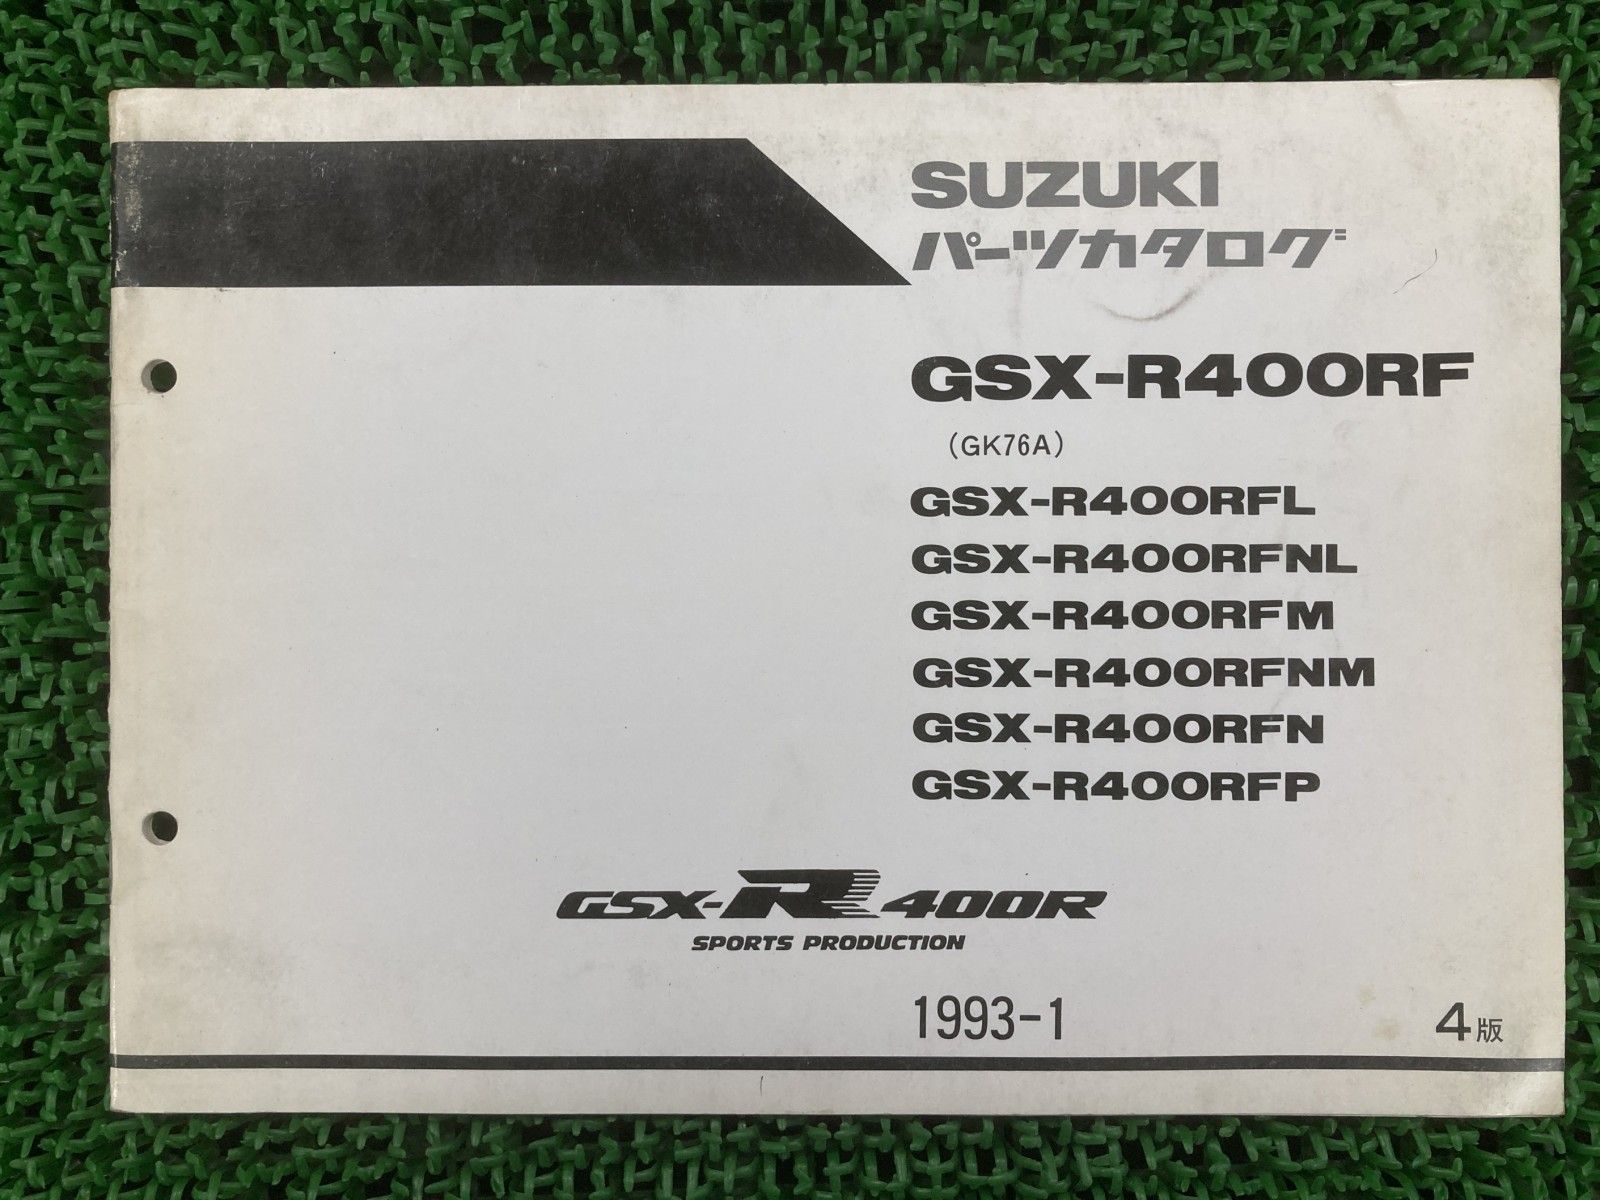 SUZUKI
パーツカタログ
GSX-R400RF
(GK76A)
GSX-R400RFL
GSX-R400RFNL
GSX-R400RFM
GSX-R400RFNM
GSX-R400RFN
GSX-R400RFP
GSX-R 400R
SPORTS PRODUCTION
1993-1
4版